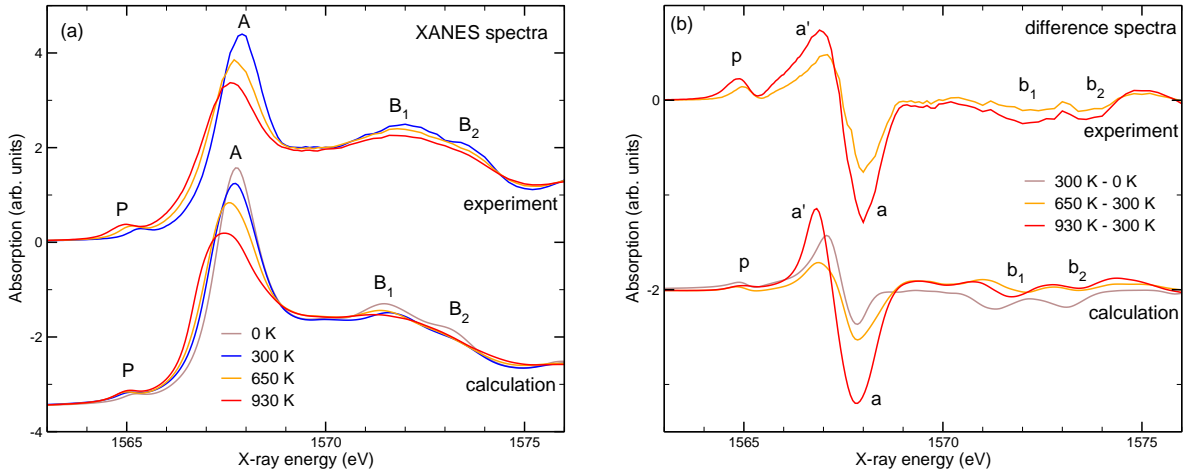 (a)
XANES spectra
A
B1
B2
P
experiment
A
B1
B2
P
calculation
0 K
300 K
650 K
930 K
4
2
0
-2
-4
Absorption (arb. units)
1565
1570
1575
X-ray energy (eV)
(b)
difference spectra
a'
p
b1
b2
experiment
a
300 K - 0 K
650 K - 300 K
930 K - 300 K
a'
p
b1
b2
calculation
a
0
-2
Absorption (arb. units)
1565
1570
1575
X-ray energy (eV)